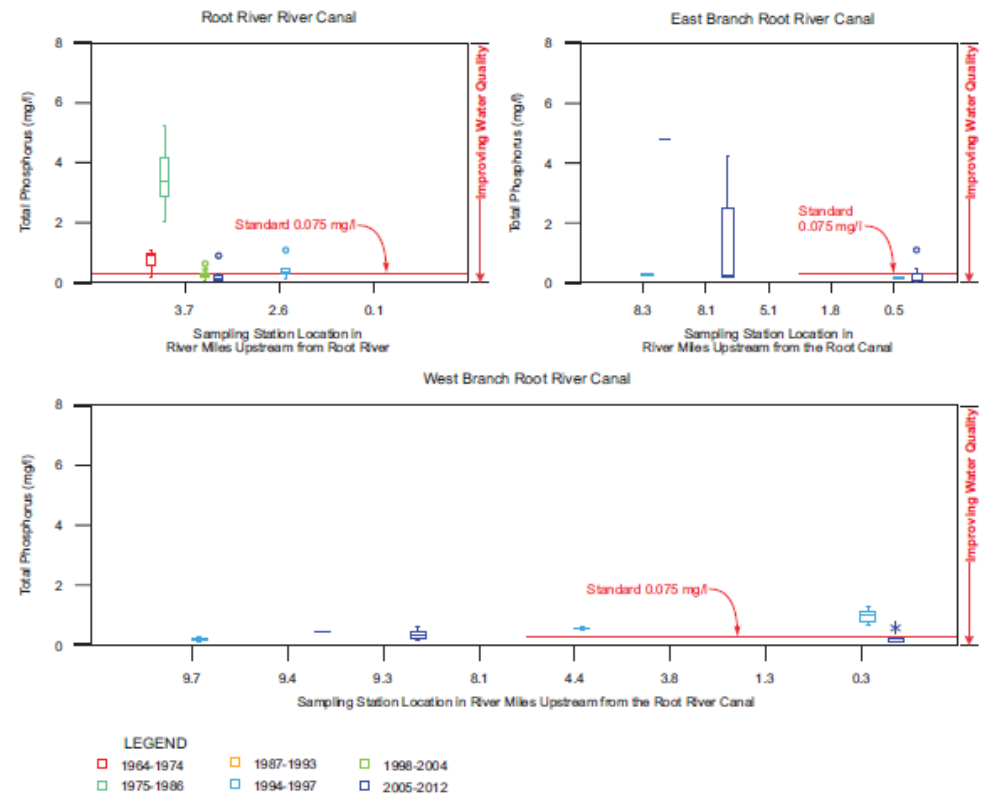 Root River River Canal
8
6
4
2
0
Total Phosphorus (mg/l)
Standard 0.075 mg/l
Improving Water Quality
3.7 2.6 0.1
Sampling Station Location in
River Miles Upstream from Root River
East Branch Root River Canal
8
6
4
2
0
Total Phosphorus (mg/l)
Standard
0.075 mg/l
Improving Water Quality
8.3 8.1 5.1 1.8 0.5
Sampling Station Location in
River Miles Upstream from the Root Canal
West Branch Root River Canal
8
6
4
2
0
Total Phosphorus (mg/l)
Standard 0.075 mg/l
Improving Water Quality
9.7 9.4 9.3 8.1 4.4 3.8 1.3 0.3
Sampling Station Location in River Miles Upstream from the Root River Canal
LEGEND
1964-1974 1987-1993 1998-2004
1975-1986 1994-1997 2005-2012